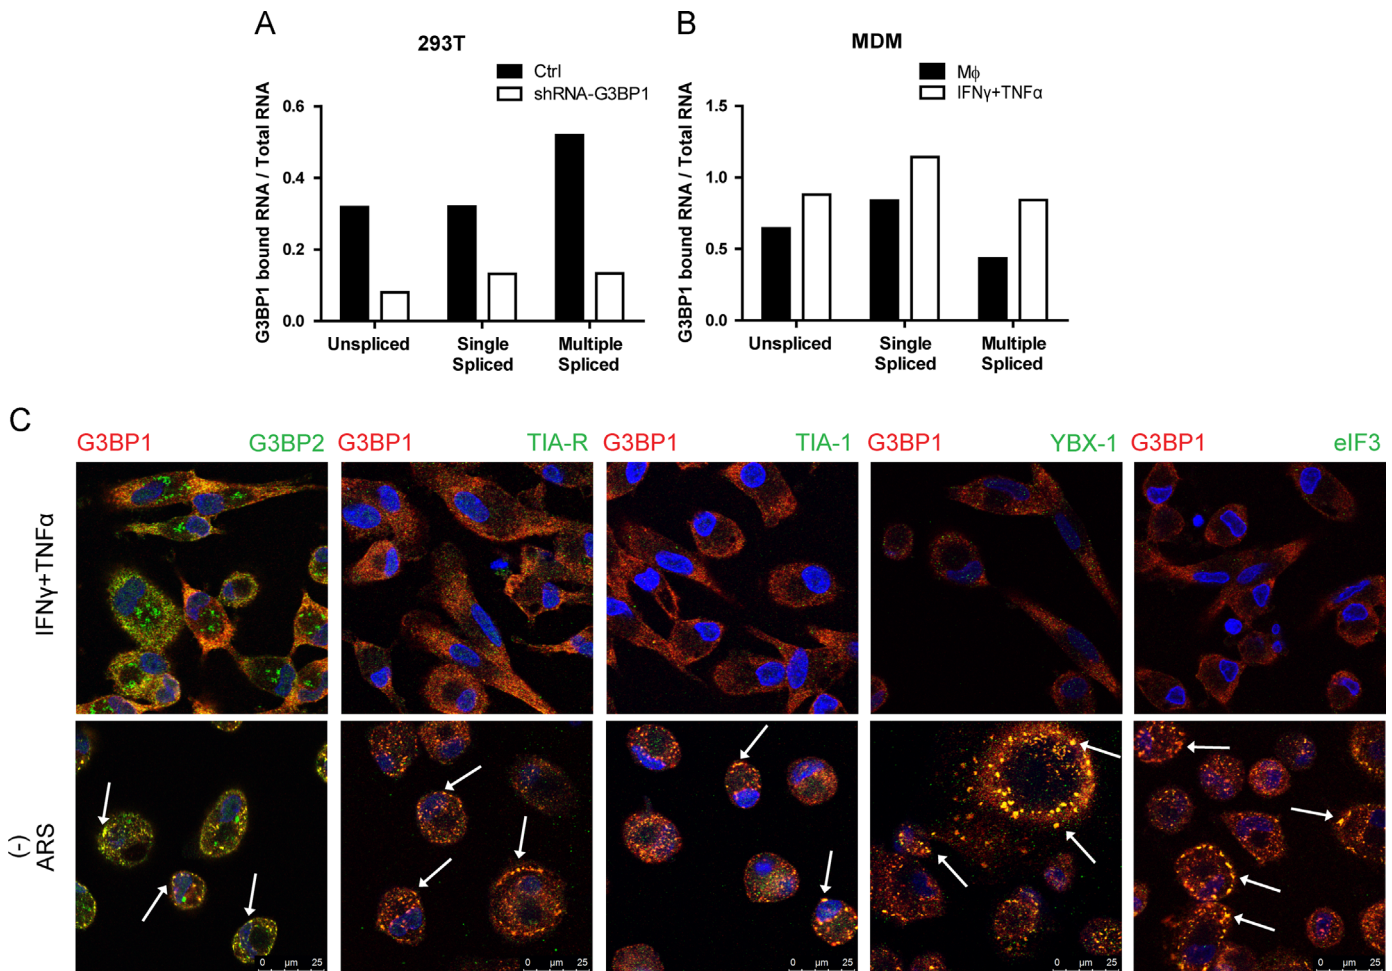 A
293T
Ctrl
shRNA-G3BP1
G3BP1 bound RNA / Total RNA
0.6
0.4
0.2
0.0
Unspliced
Single
Spliced
Multiple
Spliced
B
MDM
Mϕ
IFNγ+TNFα
G3BP1 bound RNA / Total RNA
1.5
1.0
0.5
0.0
Unspliced
Single
Spliced
Multiple
Spliced
C
G3BP1 G3BP2
G3BP1 TIA-R
G3BP1 TIA-1
G3BP1 YBX-1
G3BP1 eIF3
IFNγ+TNFα
(-)
ARS
0 µm 25
0 µm 25
0 µm 25
0 µm 25
0 µm 25